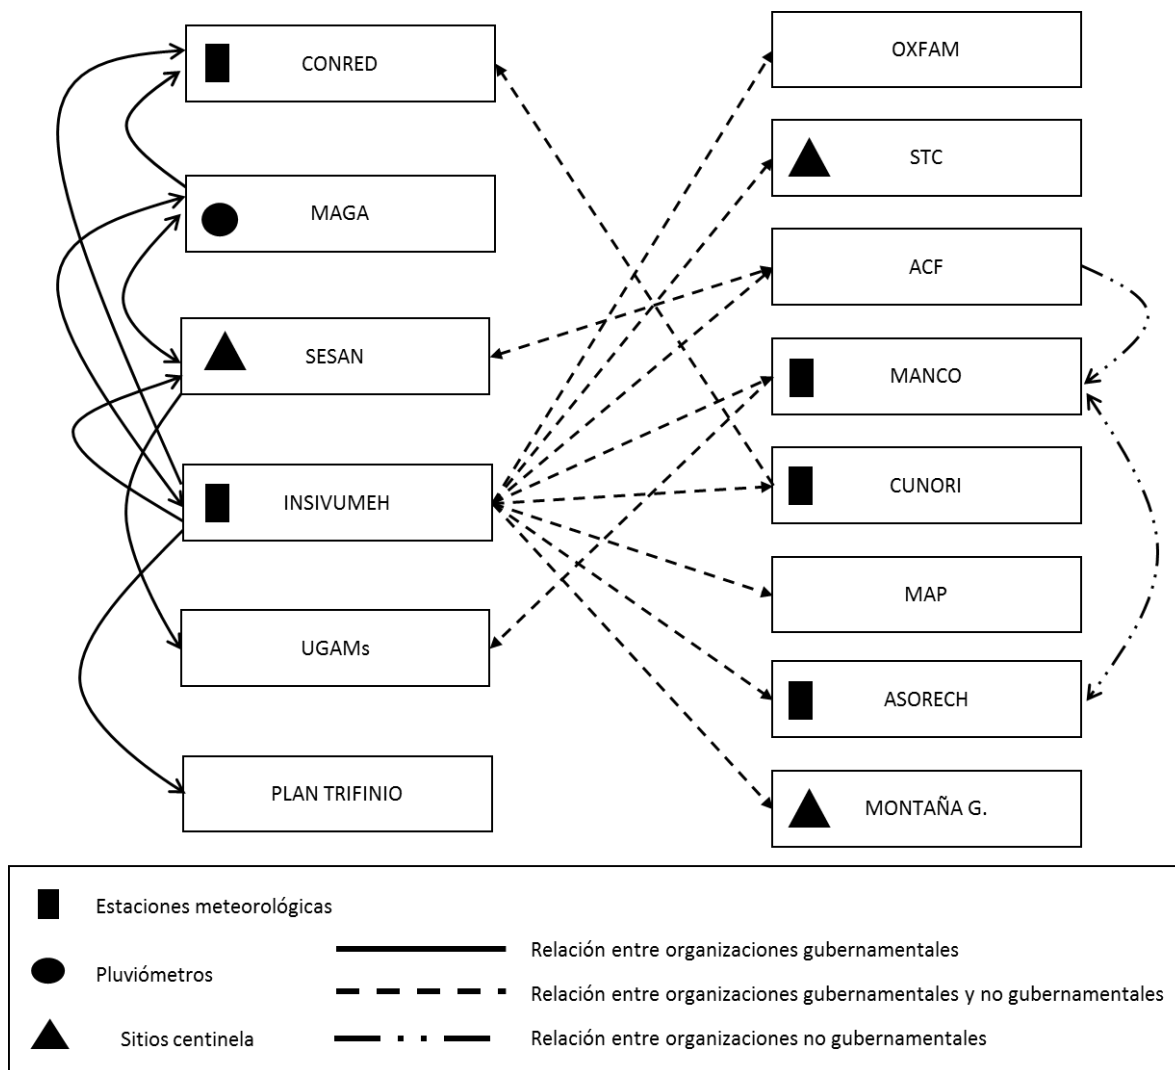 CONRED
MAGA
SESAN
INSIVUMEH
UGAMs
PLAN TRIFINIO
OXFAM
STC
ACF
MANCO
CUNORI
MAP
ASORECH
MONTAÑA G.
Estaciones meteorológicas
Pluviómetros
Sitios centinela
Relación entre organizaciones gubernamentales
Relación entre organizaciones gubernamentales y no gubernamentales
Relación entre organizaciones no gubernamentales